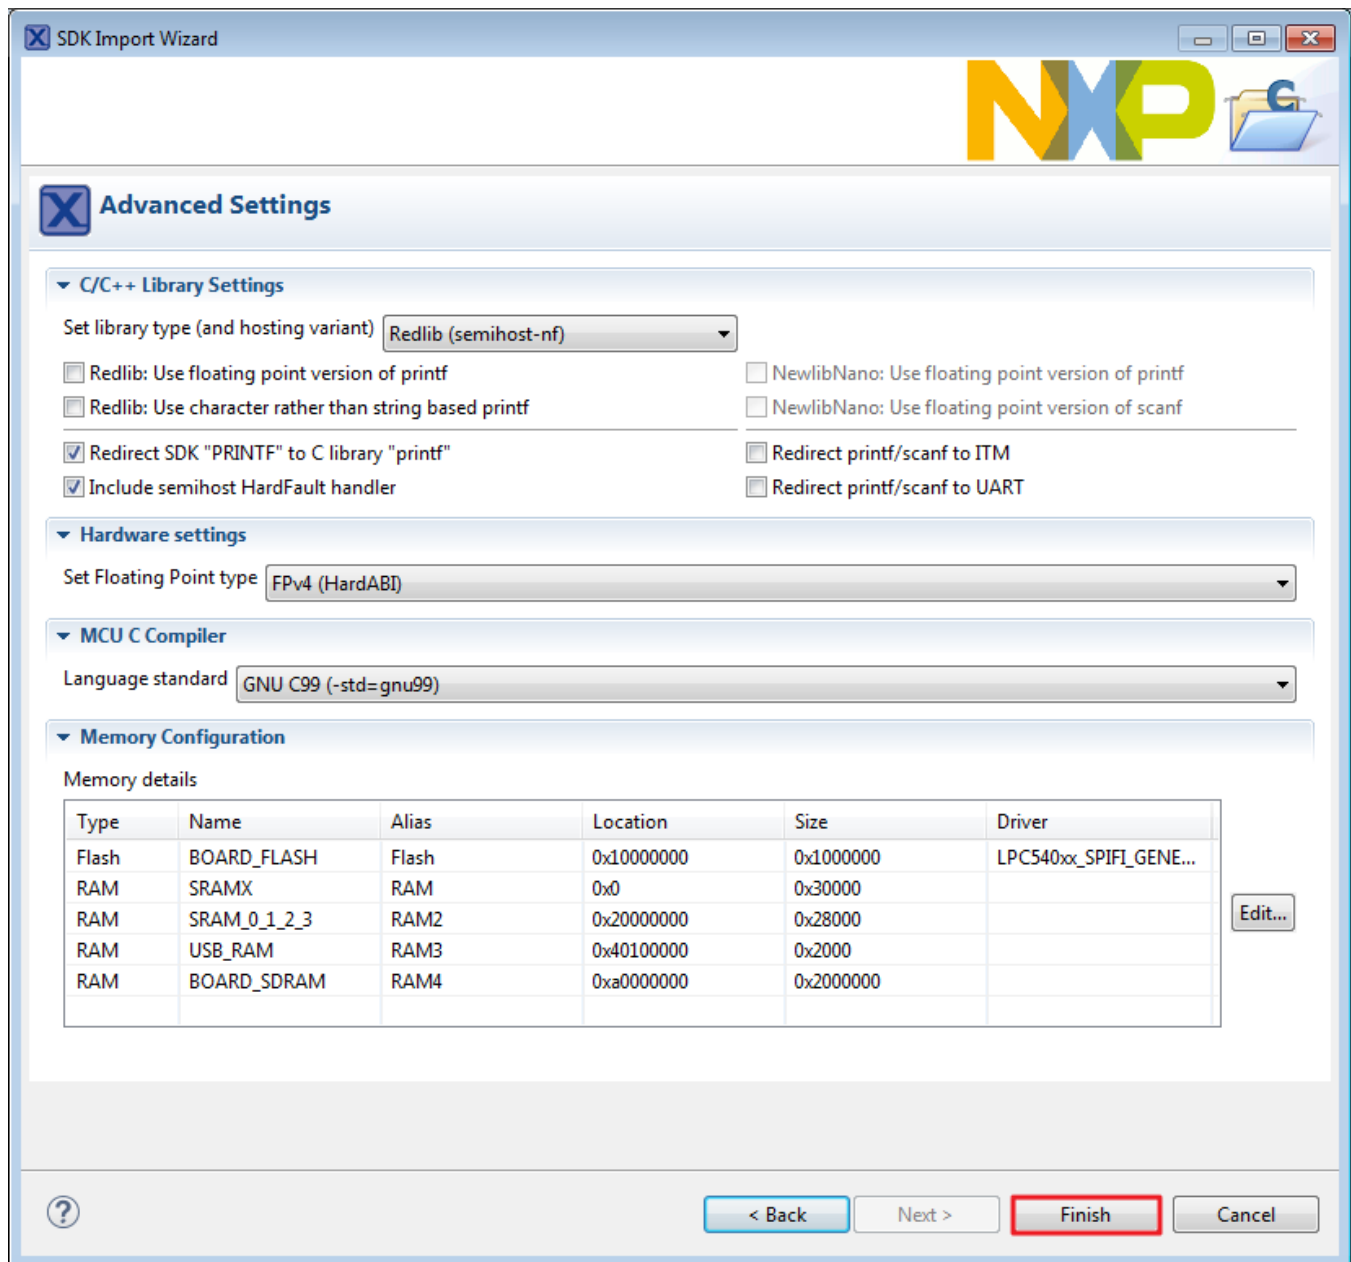 SDK Import Wizard
NXP
C
Advanced Settings
C/C++ Library Settings
Set library type (and hosting variant) Redlib (semihost-nf)
Redlib: Use floating point version of printf NewlibNano: Use floating point version of printf
Redlib: Use character rather than string based printf NewlibNano: Use floating point version of scanf
Redirect SDK "PRINTF" to C library "printf" Redirect printf/scanf to ITM
Include semihost HardFault handler Redirect printf/scanf to UART
Hardware settings
Set Floating Point type FPv4 (HardABI)
MCU C Compiler
Language standard GNU C99 (-std=gnu99)
Memory Configuration
Memory details
Type Name Alias Location Size Driver
Flash BOARD_FLASH Flash 0x10000000 0x1000000 LPC540xx_SPIFI_GENE...
RAM SRAMX RAM 0x0 0x30000
RAM SRAM_0_1_2_3 RAM2 0x20000000 0x28000
RAM USB_RAM RAM3 0x40100000 0x2000
RAM BOARD_SDRAM RAM4 0xa0000000 0x2000000
Edit...
? < Back Next > Finish Cancel